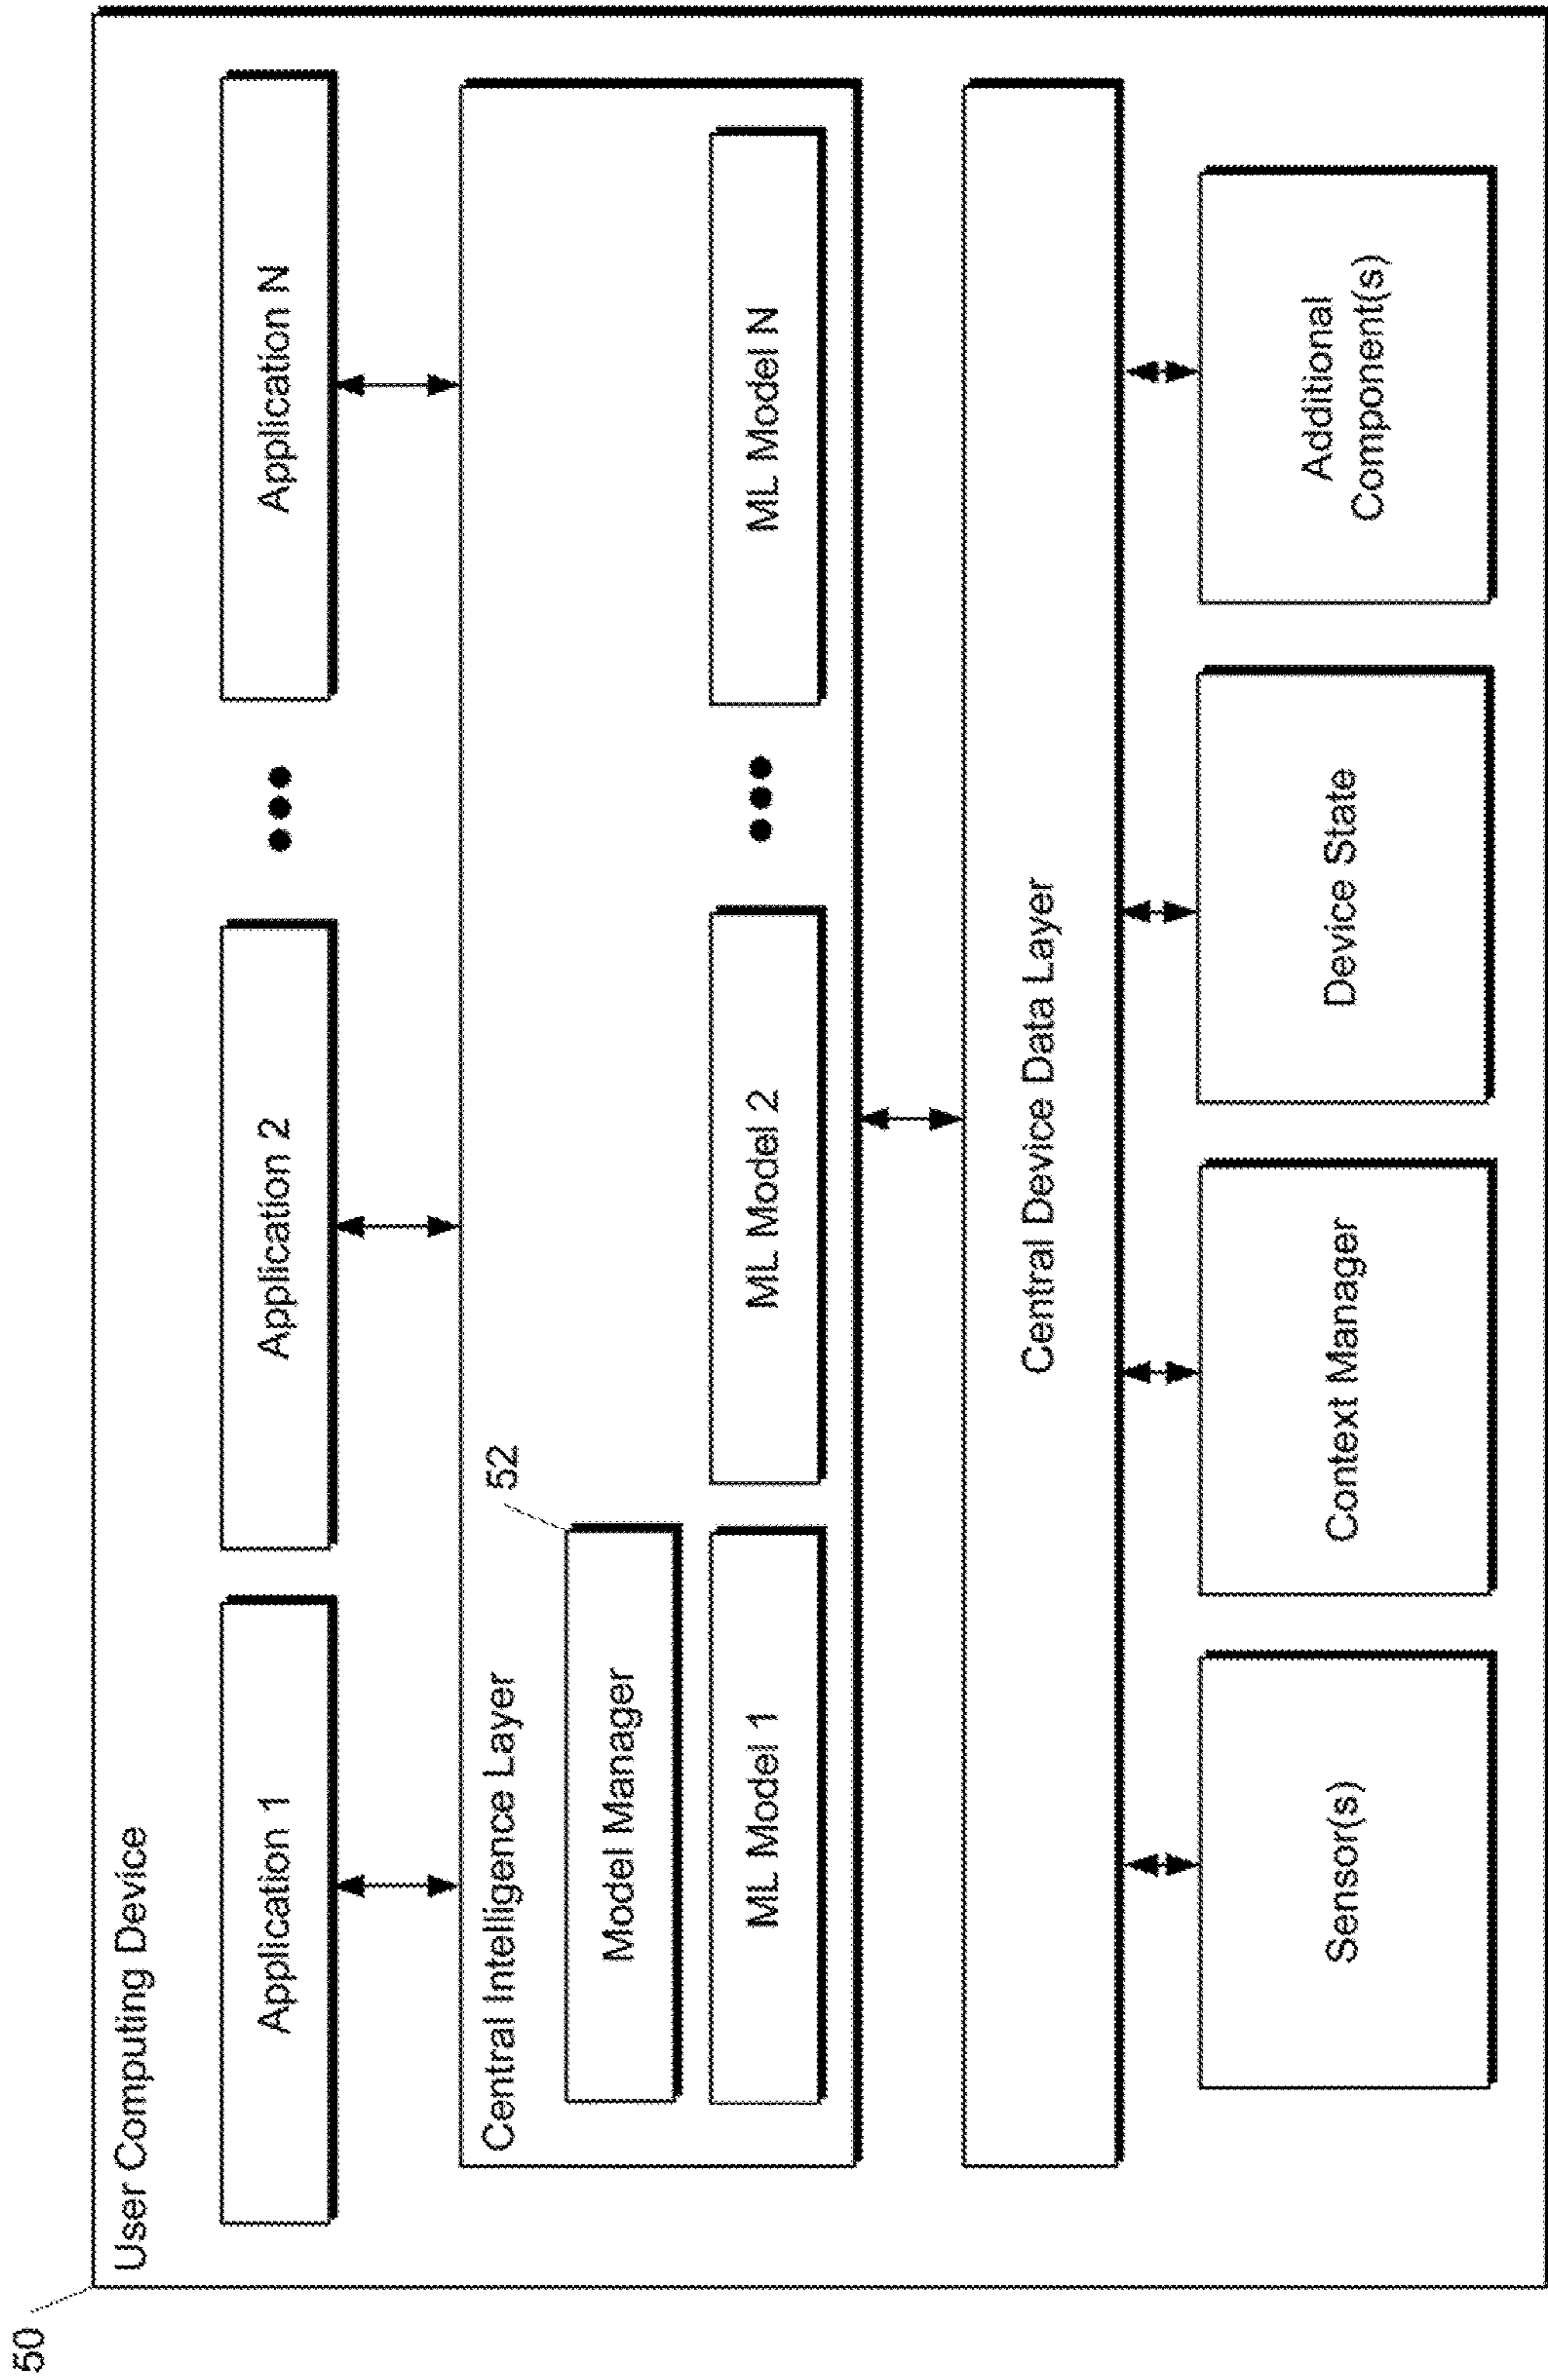 50
User Computing Device
Application 1
Application 2
Application N
Central Intelligence Layer
52
Model Manager
ML Model 1
ML Model 2
ML Model N
Central Device Data Layer
Sensor(s)
Context Manager
Device State
Additional
Component(s)